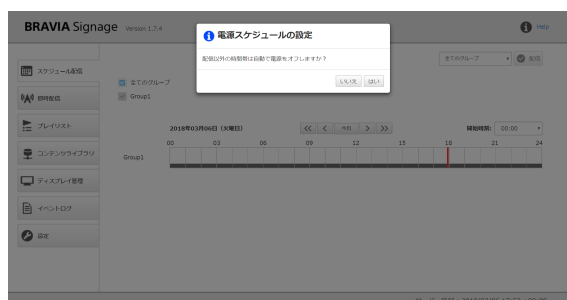 BRAVIA Signage Version 1.7.4
Help
電源スケジュールの設定
配信以外の時間帯は自動で電源をオフしますか？
いいえ はい
全てのグループ
配信
スケジュール配信
即時配信
プレイリスト
コンテンツライブラリ
ディスプレイ管理
イベントログ
設定
全てのグループ
Group1
2018年03月06日 (火曜日)
<< < 今日 > >>
開始時刻: 00:00
00 03 06 09 12 15 18 21 24
Group1